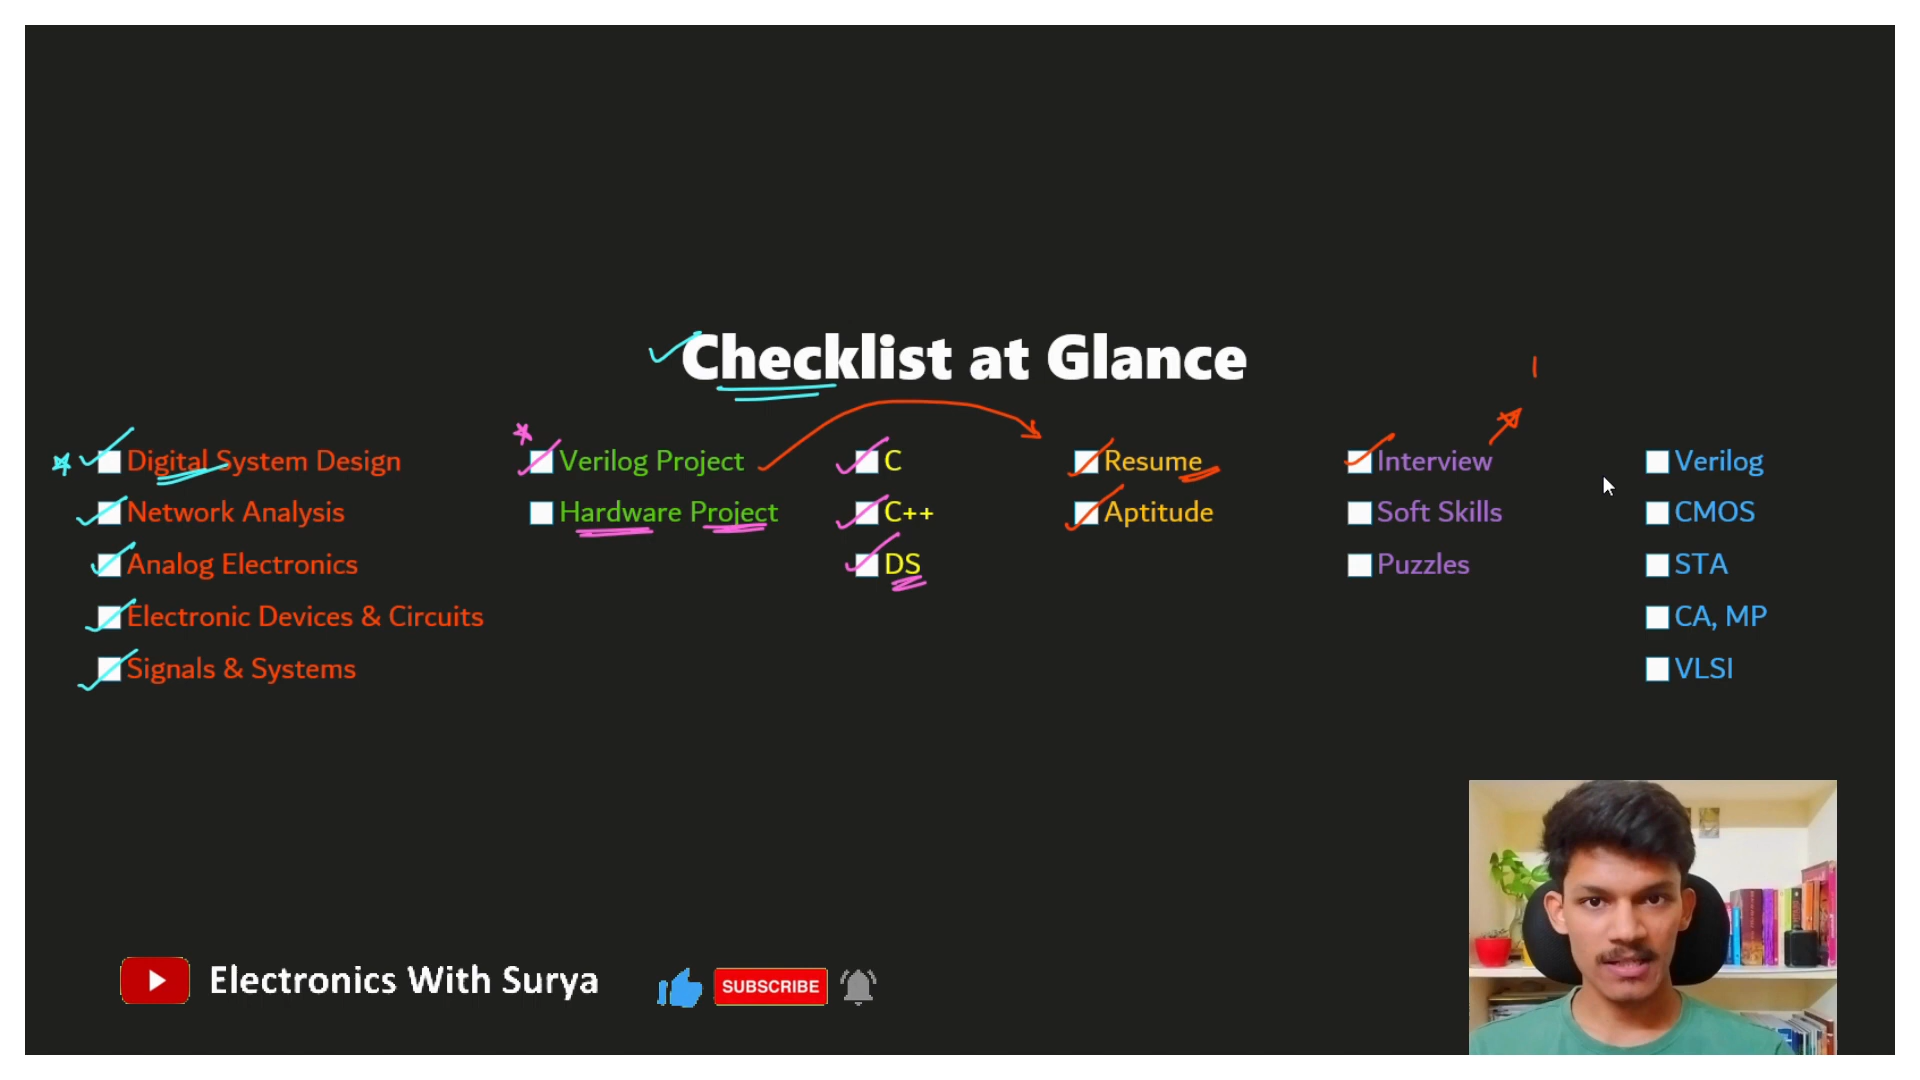 Checklist at Glance
Digital System Design
Network Analysis
Analog Electronics
Electronic Devices & Circuits
Signals & Systems
Verilog Project
Hardware Project
C
C++
DS
Resume
Aptitude
Interview
Soft Skills
Puzzles
Verilog
CMOS
STA
CA, MP
VLSI
Electronics With Surya
SUBSCRIBE